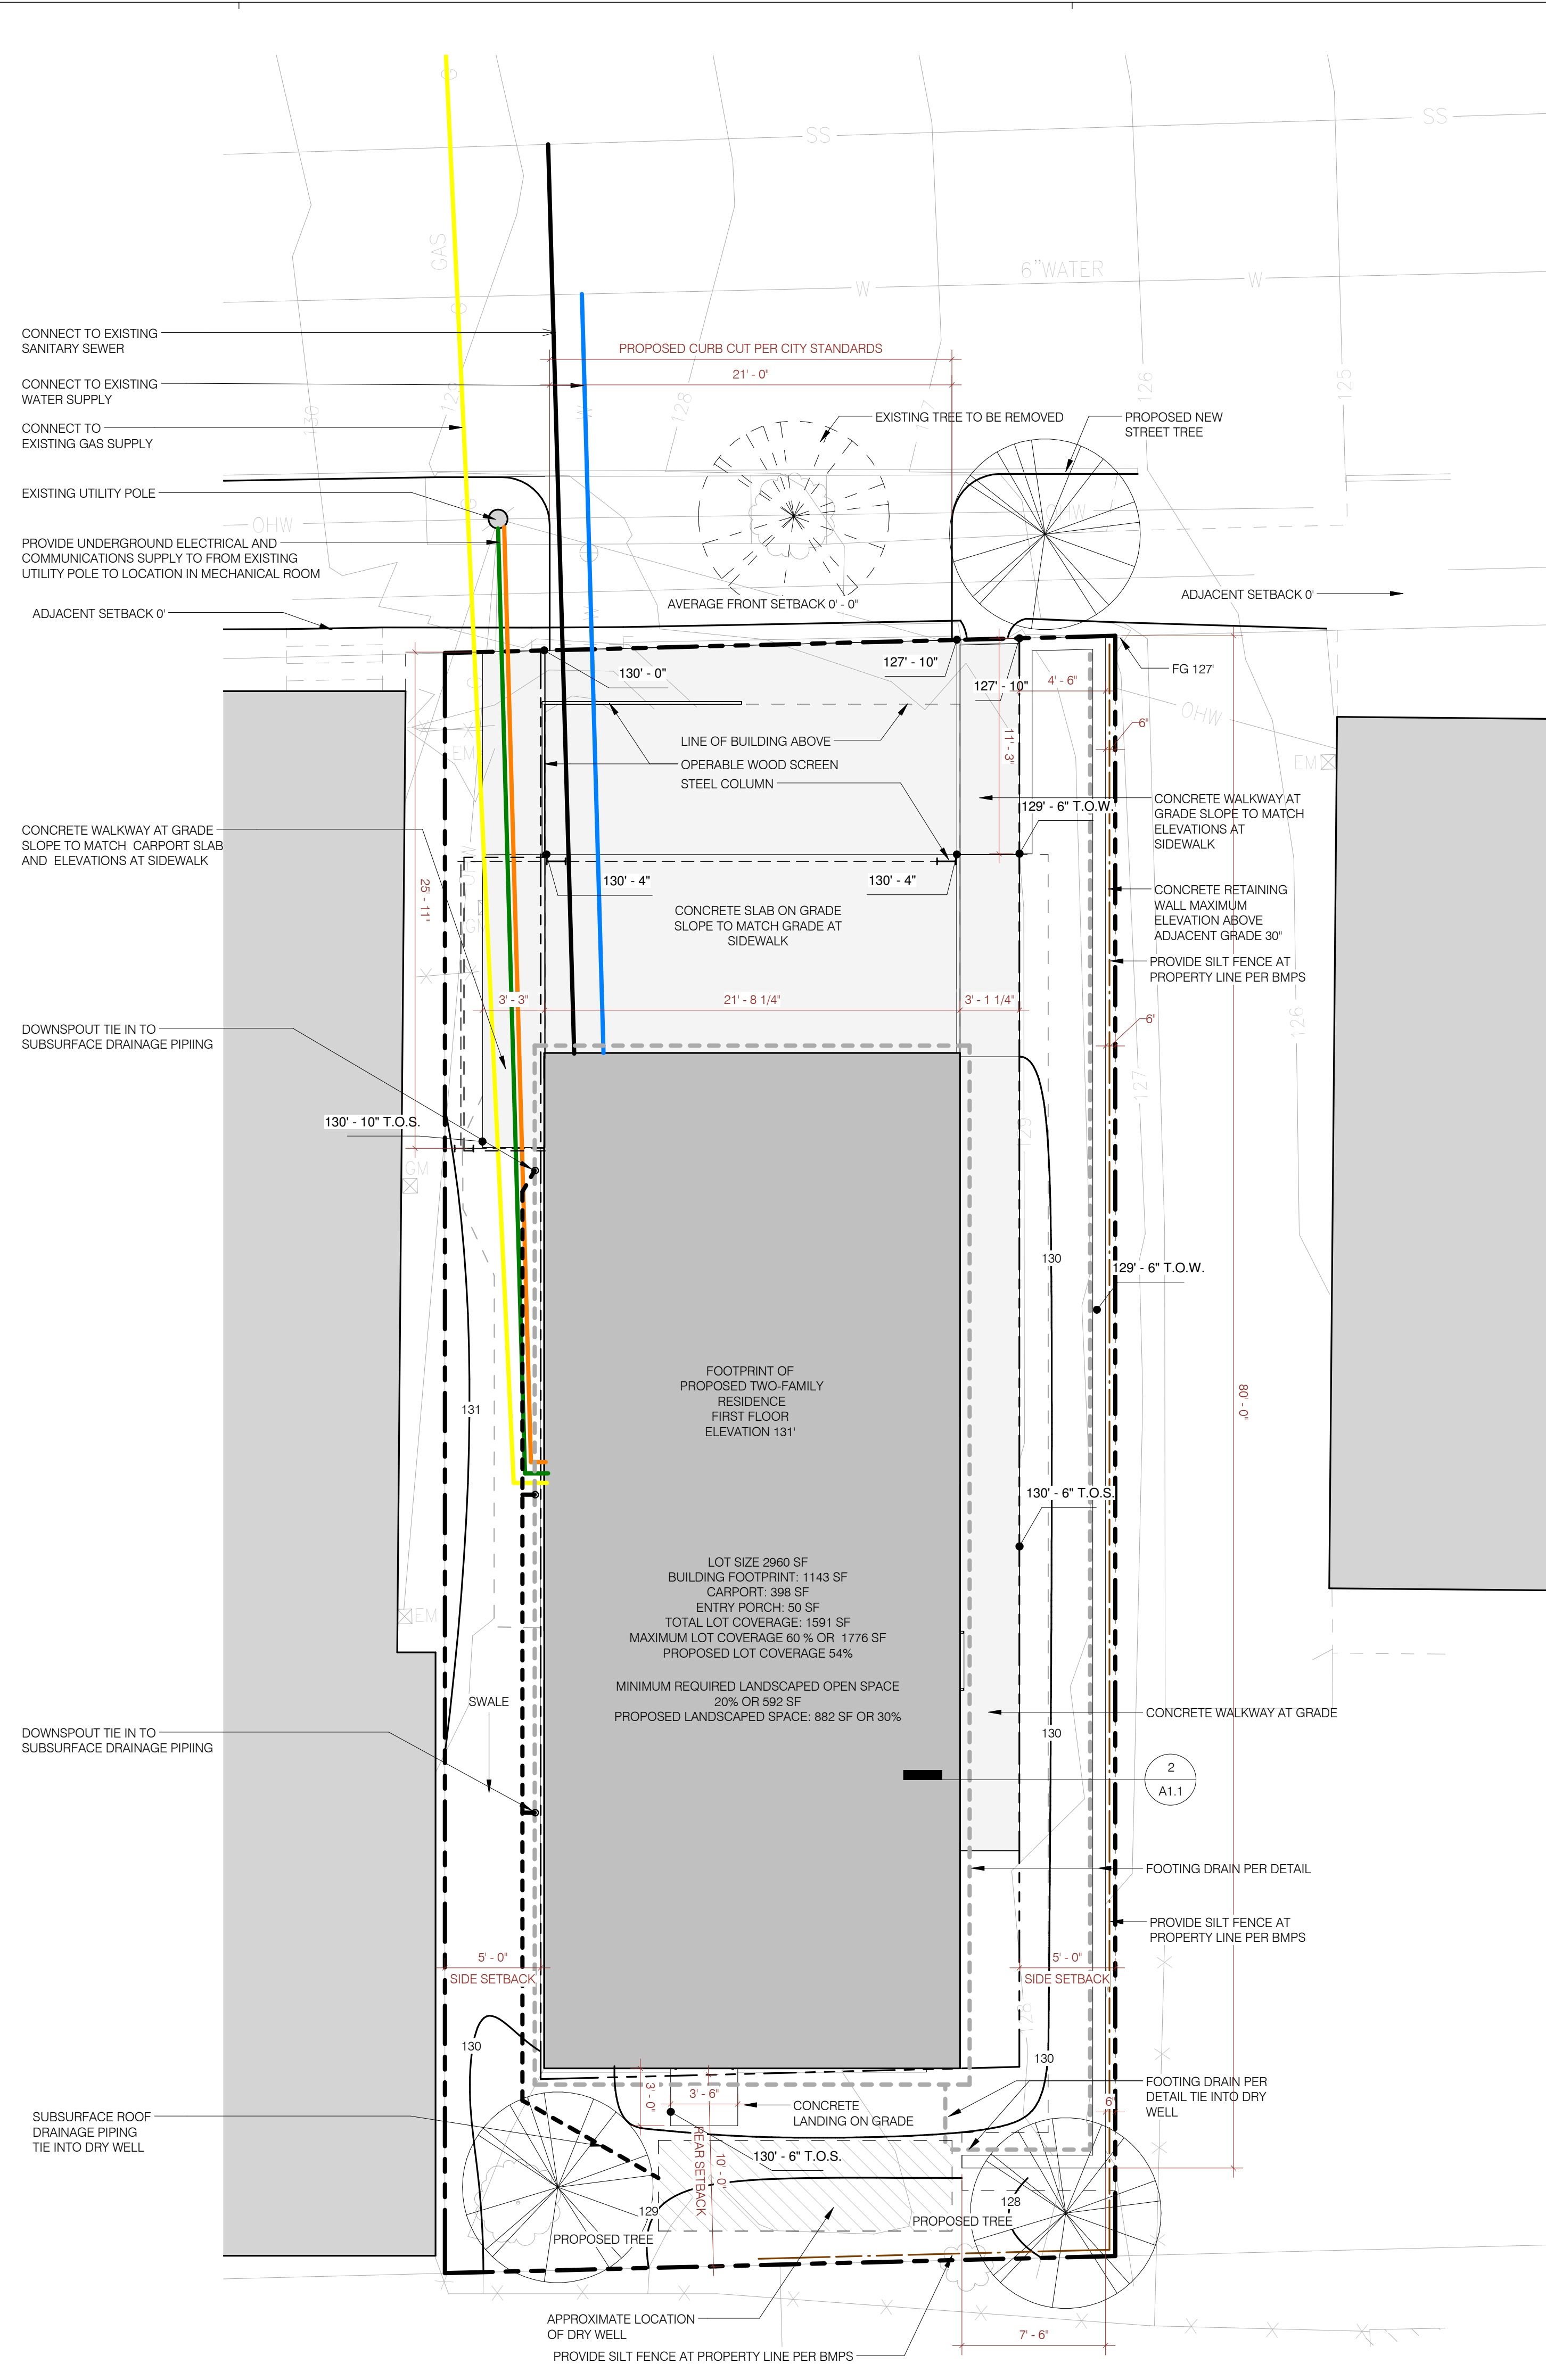 SS
SS
S
GAS
S
6"WATER
W
W
CONNECT TO EXISTING
SANITARY SEWER
PROPOSED CURB CUT PER CITY STANDARDS
21' - 0"
CONNECT TO EXISTING
WATER SUPPLY
CONNECT TO
EXISTING GAS SUPPLY
130
128
126
125
W
EXISTING TREE TO BE REMOVED
PROPOSED NEW
STREET TREE
EXISTING UTILITY POLE
OHW
OHW
PROVIDE UNDERGROUND ELECTRICAL AND
COMMUNICATIONS SUPPLY TO FROM EXISTING
UTILITY POLE TO LOCATION IN MECHANICAL ROOM
ADJACENT SETBACK 0'
AVERAGE FRONT SETBACK 0' - 0"
ADJACENT SETBACK 0'
W
130' - 0"
127' - 10"
127' - 10"
4' - 6"
FG 127'
OHW
6"
11' - 3"
EM
EM
LINE OF BUILDING ABOVE
OPERABLE WOOD SCREEN
STEEL COLUMN
129' - 6" T.O.W.
CONCRETE WALKWAY AT
GRADE SLOPE TO MATCH
ELEVATIONS AT
SIDEWALK
CONCRETE WALKWAY AT GRADE
SLOPE TO MATCH  CARPORT SLAB
AND  ELEVATIONS AT SIDEWALK
25' - 11"
130' - 4"
130' - 4"
CONCRETE SLAB ON GRADE
SLOPE TO MATCH GRADE AT
SIDEWALK
CONCRETE RETAINING
WALL MAXIMUM
ELEVATION ABOVE
ADJACENT GRADE 30"
PROVIDE SILT FENCE AT
PROPERTY LINE PER BMPS
GM
3' - 3"
21' - 8 1/4"
3' - 1 1/4"
6"
126
127
129
DOWNSPOUT TIE IN TO
SUBSURFACE DRAINAGE PIPIING
130' - 10" T.O.S.
GM
130
129' - 6" T.O.W.
131
FOOTPRINT OF
PROPOSED TWO-FAMILY
RESIDENCE
FIRST FLOOR
ELEVATION 131'
80' - 0"
130' - 6" T.O.S.
LOT SIZE 2960 SF
BUILDING FOOTPRINT: 1143 SF
CARPORT: 398 SF
ENTRY PORCH: 50 SF
TOTAL LOT COVERAGE: 1591 SF
MAXIMUM LOT COVERAGE 60 % OR  1776 SF
PROPOSED LOT COVERAGE 54%
MINIMUM REQUIRED LANDSCAPED OPEN SPACE
20% OR 592 SF
PROPOSED LANDSCAPED SPACE: 882 SF OR 30%
EM
SWALE
CONCRETE WALKWAY AT GRADE
130
DOWNSPOUT TIE IN TO
SUBSURFACE DRAINAGE PIPIING
2
A1.1
FOOTING DRAIN PER DETAIL
PROVIDE SILT FENCE AT
PROPERTY LINE PER BMPS
5' - 0"
SIDE SETBACK
5' - 0"
SIDE SETBACK
128
130
130
FOOTING DRAIN PER
DETAIL TIE INTO DRY
WELL
3' - 0"
3' - 6"
CONCRETE
LANDING ON GRADE
6"
SUBSURFACE ROOF
DRAINAGE PIPING
TIE INTO DRY WELL
10' - 0"
REAR SETBACK
130' - 6" T.O.S.
129
128
PROPOSED TREE
PROPOSED TREE
APPROXIMATE LOCATION
OF DRY WELL
7' - 6"
PROVIDE SILT FENCE AT PROPERTY LINE PER BMPS